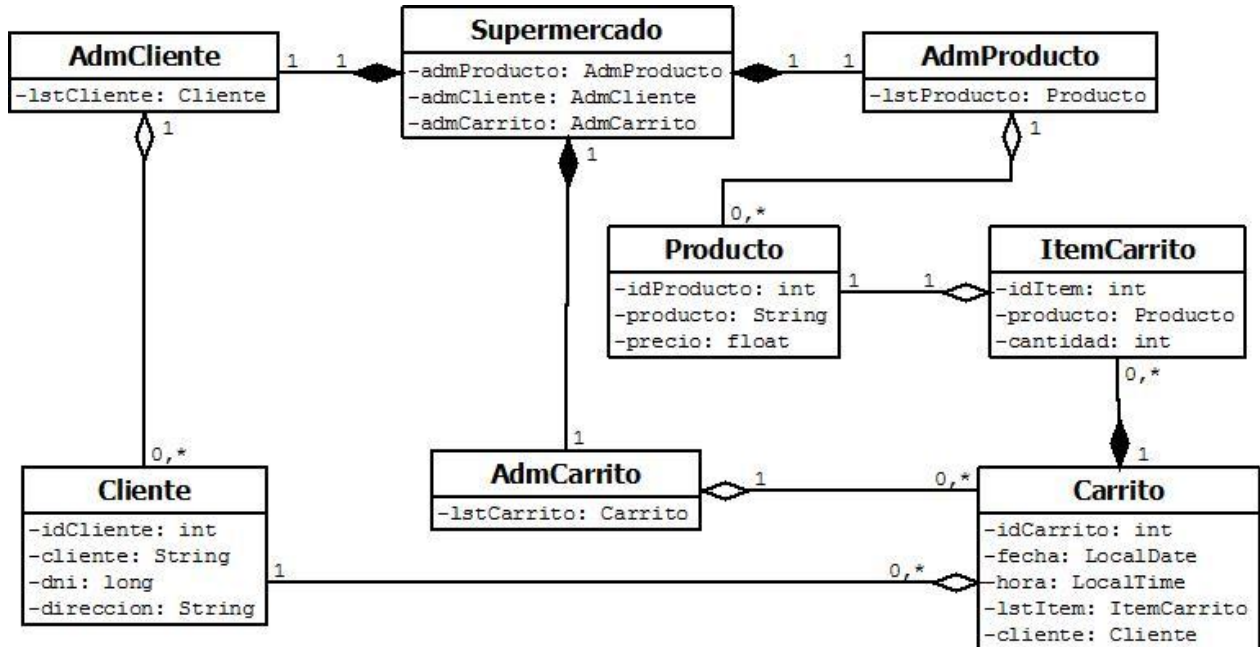 Supermercado
-admProducto: AdmProducto
-admCliente: AdmCliente
-admCarrito: AdmCarrito
AdmCliente
-lstCliente: Cliente
AdmProducto
-lstProducto: Producto
1
1
1
1
1
1
1
0,*
Producto
-idProducto: int
-producto: String
-precio: float
1
1
ItemCarrito
-idItem: int
-producto: Producto
-cantidad: int
0,*
1
0,*
1
Cliente
-idCliente: int
-cliente: String
-dni: long
-direccion: String
AdmCarrito
-lstCarrito: Carrito
1
0,*
Carrito
-idCarrito: int
-fecha: LocalDate
-hora: LocalTime
-lstItem: ItemCarrito
-cliente: Cliente
1
0,*